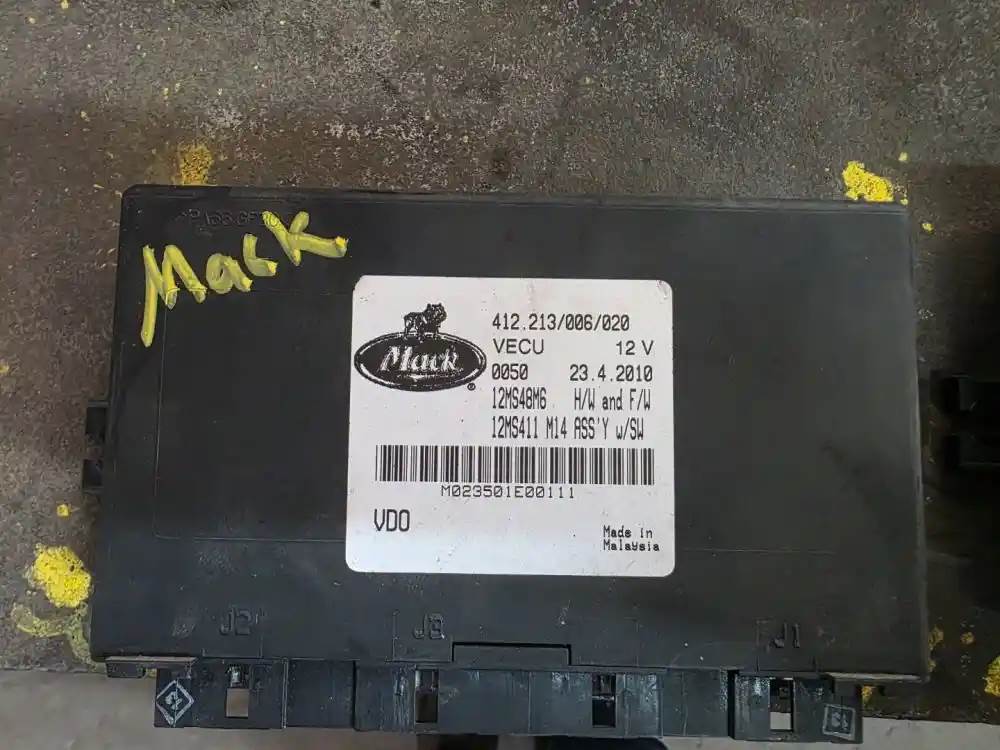 Mack
Mack
®
412.213/006/020
VECU 12 V
0050 23.4.2010
12MS48M6 H/W and F/W
12MS411 M14 ASS'Y w/SW
M023501E00111
VDO
Made in
Malaysia
J2 J3 J1